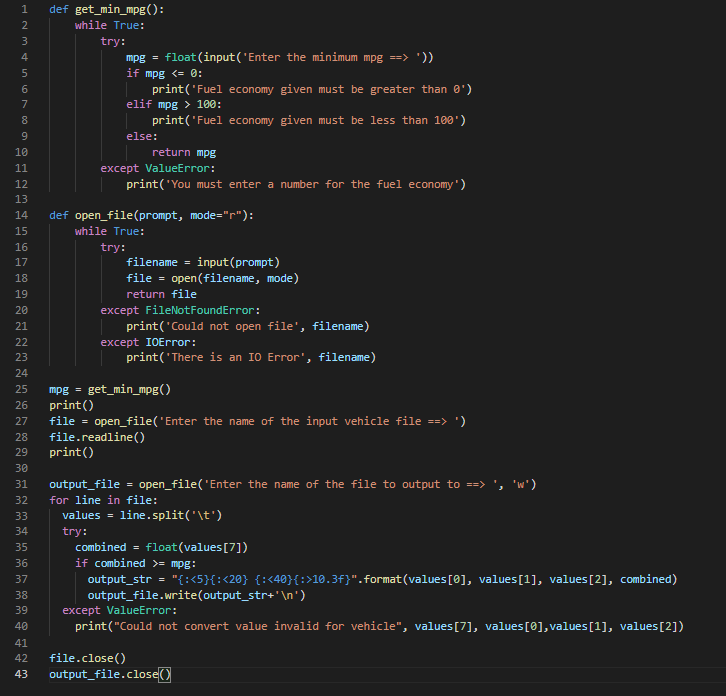 1 def get_min_mpg():
2     while True:
3         try:
4             mpg = float(input('Enter the minimum mpg ==> '))
5             if mpg <= 0:
6                 print('Fuel economy given must be greater than 0')
7             elif mpg > 100:
8                 print('Fuel economy given must be less than 100')
9             else:
10                 return mpg
11         except ValueError:
12             print('You must enter a number for the fuel economy')
13
14 def open_file(prompt, mode="r"):
15     while True:
16         try:
17             filename = input(prompt)
18             file = open(filename, mode)
19             return file
20         except FileNotFoundError:
21             print('Could not open file', filename)
22         except IOError:
23             print('There is an IO Error', filename)
24
25 mpg = get_min_mpg()
26 print()
27 file = open_file('Enter the name of the input vehicle file ==> ')
28 file.readline()
29 print()
30
31 output_file = open_file('Enter the name of the file to output to ==> ', 'w')
32 for line in file:
33   values = line.split('\t')
34   try:
35     combined = float(values[7])
36     if combined >= mpg:
37       output_str = "{:<5}{:<20} {:<40}{:>10.3f}".format(values[0], values[1], values[2], combined)
38       output_file.write(output_str+'\n')
39   except ValueError:
40     print("Could not convert value invalid for vehicle", values[7], values[0],values[1], values[2])
41
42 file.close()
43 output_file.close()